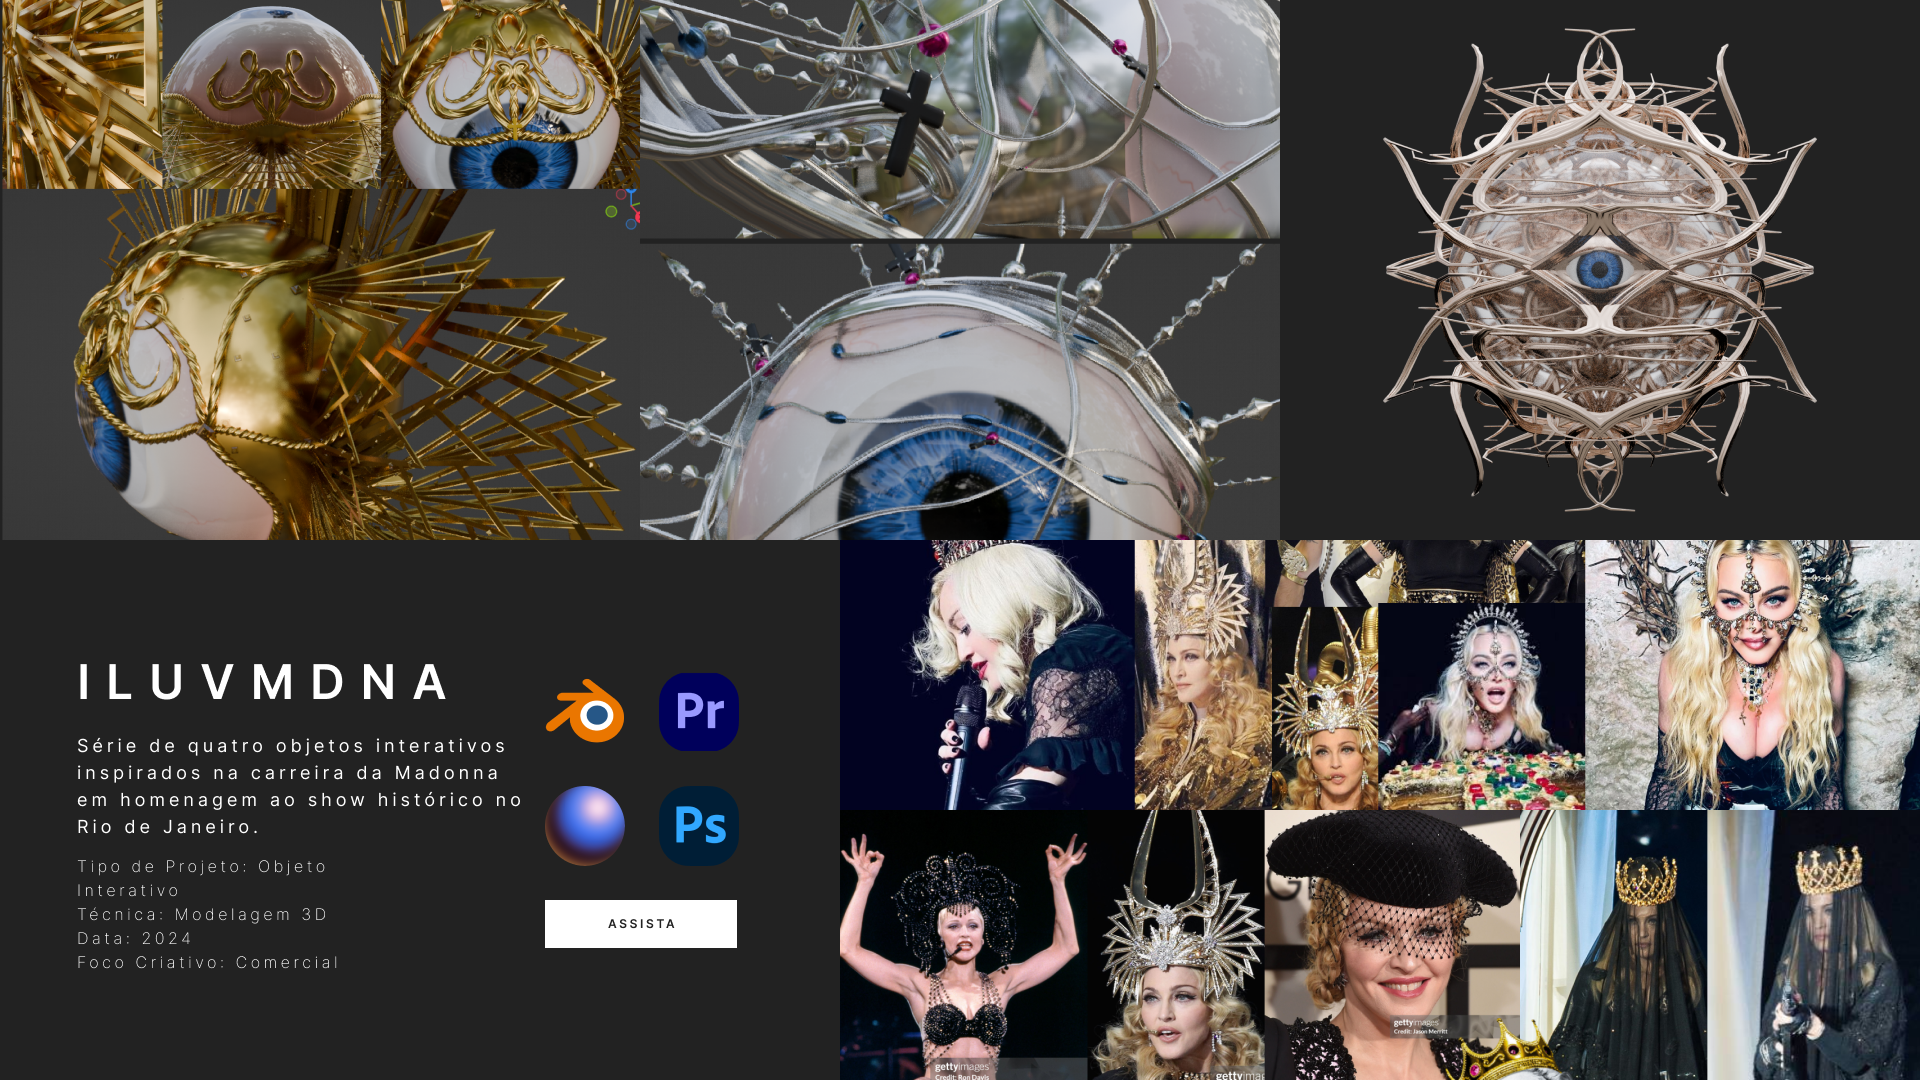 ILUVMDNA
Série de quatro objetos interativos
inspirados na carreira da Madonna
em homenagem ao show histórico no
Rio de Janeiro.
Tipo de Projeto: Objeto
Interativo
Técnica: Modelagem 3D
Data: 2024
Foco Criativo: Comercial
Pr
Ps
ASSISTA
gettyimages
Credit: Jason Merritt
gettyimages
Credit: Ron Davis
gettyimag